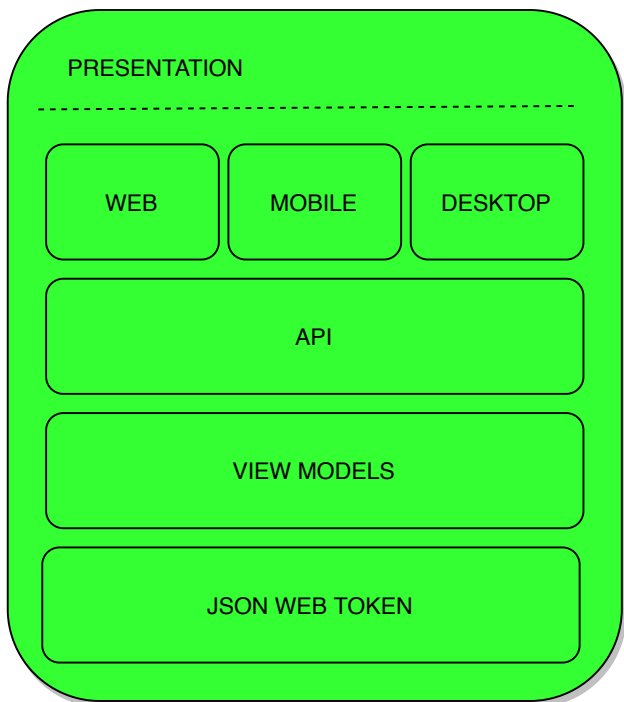 PRESENTATION
WEB
MOBILE
DESKTOP
API
VIEW MODELS
JSON WEB TOKEN